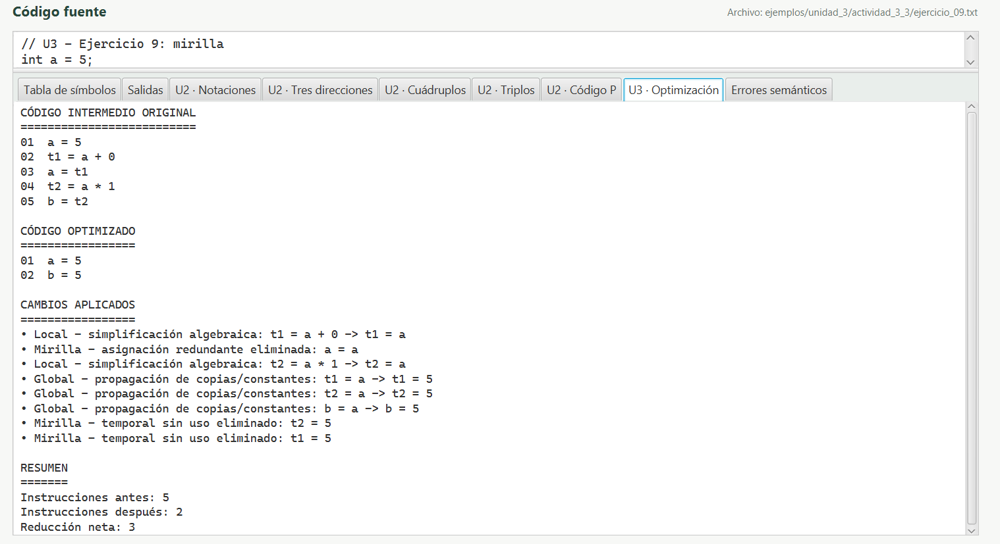 Código fuente
Archivo: ejemplos/unidad_3/actividad_3_3/ejercicio_09.txt
// U3 - Ejercicio 9: mirilla
int a = 5;
Tabla de símbolos Salidas U2 · Notaciones U2 · Tres direcciones U2 · Cuádruplos U2 · Triplos U2 · Código P U3 · Optimización Errores semánticos
CÓDIGO INTERMEDIO ORIGINAL
==========================
01  a = 5
02  t1 = a + 0
03  a = t1
04  t2 = a * 1
05  b = t2
CÓDIGO OPTIMIZADO
=================
01  a = 5
02  b = 5
CAMBIOS APLICADOS
=================
• Local - simplificación algebraica: t1 = a + 0 -> t1 = a
• Mirilla - asignación redundante eliminada: a = a
• Local - simplificación algebraica: t2 = a * 1 -> t2 = a
• Global - propagación de copias/constantes: t1 = a -> t1 = 5
• Global - propagación de copias/constantes: t2 = a -> t2 = 5
• Global - propagación de copias/constantes: b = a -> b = 5
• Mirilla - temporal sin uso eliminado: t2 = 5
• Mirilla - temporal sin uso eliminado: t1 = 5
RESUMEN
=======
Instrucciones antes: 5
Instrucciones después: 2
Reducción neta: 3